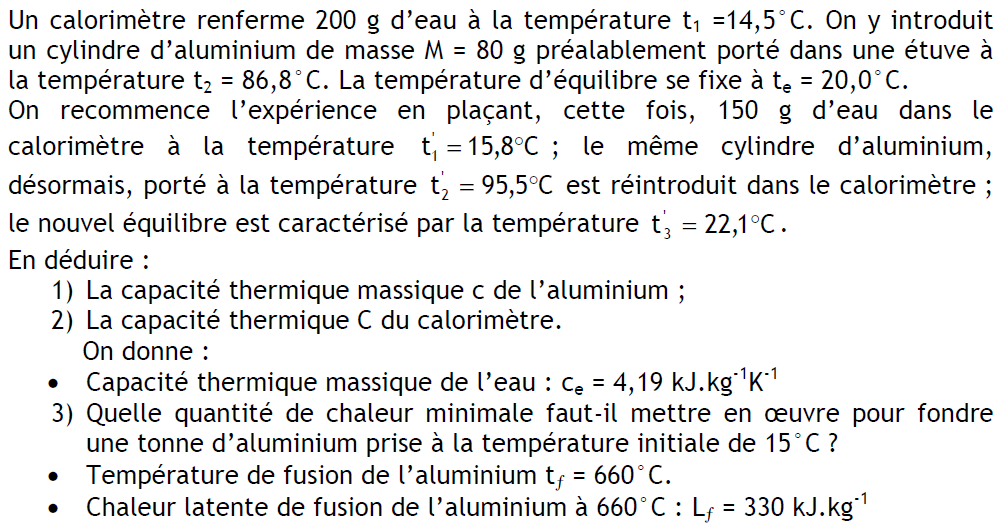 Un calorimètre renferme 200 g d’eau à la température t₁ =14,5°C. On y introduit
un cylindre d’aluminium de masse M = 80 g préalablement porté dans une étuve à
la température t₂ = 86,8°C. La température d’équilibre se fixe à tₑ = 20,0°C.
On recommence l’expérience en plaçant, cette fois, 150 g d’eau dans le
calorimètre à la température t'₁ = 15,8°C ; le même cylindre d’aluminium,
désormais, porté à la température t'₂ = 95,5°C est réintroduit dans le calorimètre ;
le nouvel équilibre est caractérisé par la température t'₃ = 22,1°C.
En déduire :
1) La capacité thermique massique c de l’aluminium ;
2) La capacité thermique C du calorimètre.
On donne :
• Capacité thermique massique de l’eau : cₑ = 4,19 kJ.kg⁻¹K⁻¹
3) Quelle quantité de chaleur minimale faut-il mettre en œuvre pour fondre
une tonne d’aluminium prise à la température initiale de 15°C ?
• Température de fusion de l’aluminium t_f = 660°C.
• Chaleur latente de fusion de l’aluminium à 660°C : L_f = 330 kJ.kg⁻¹